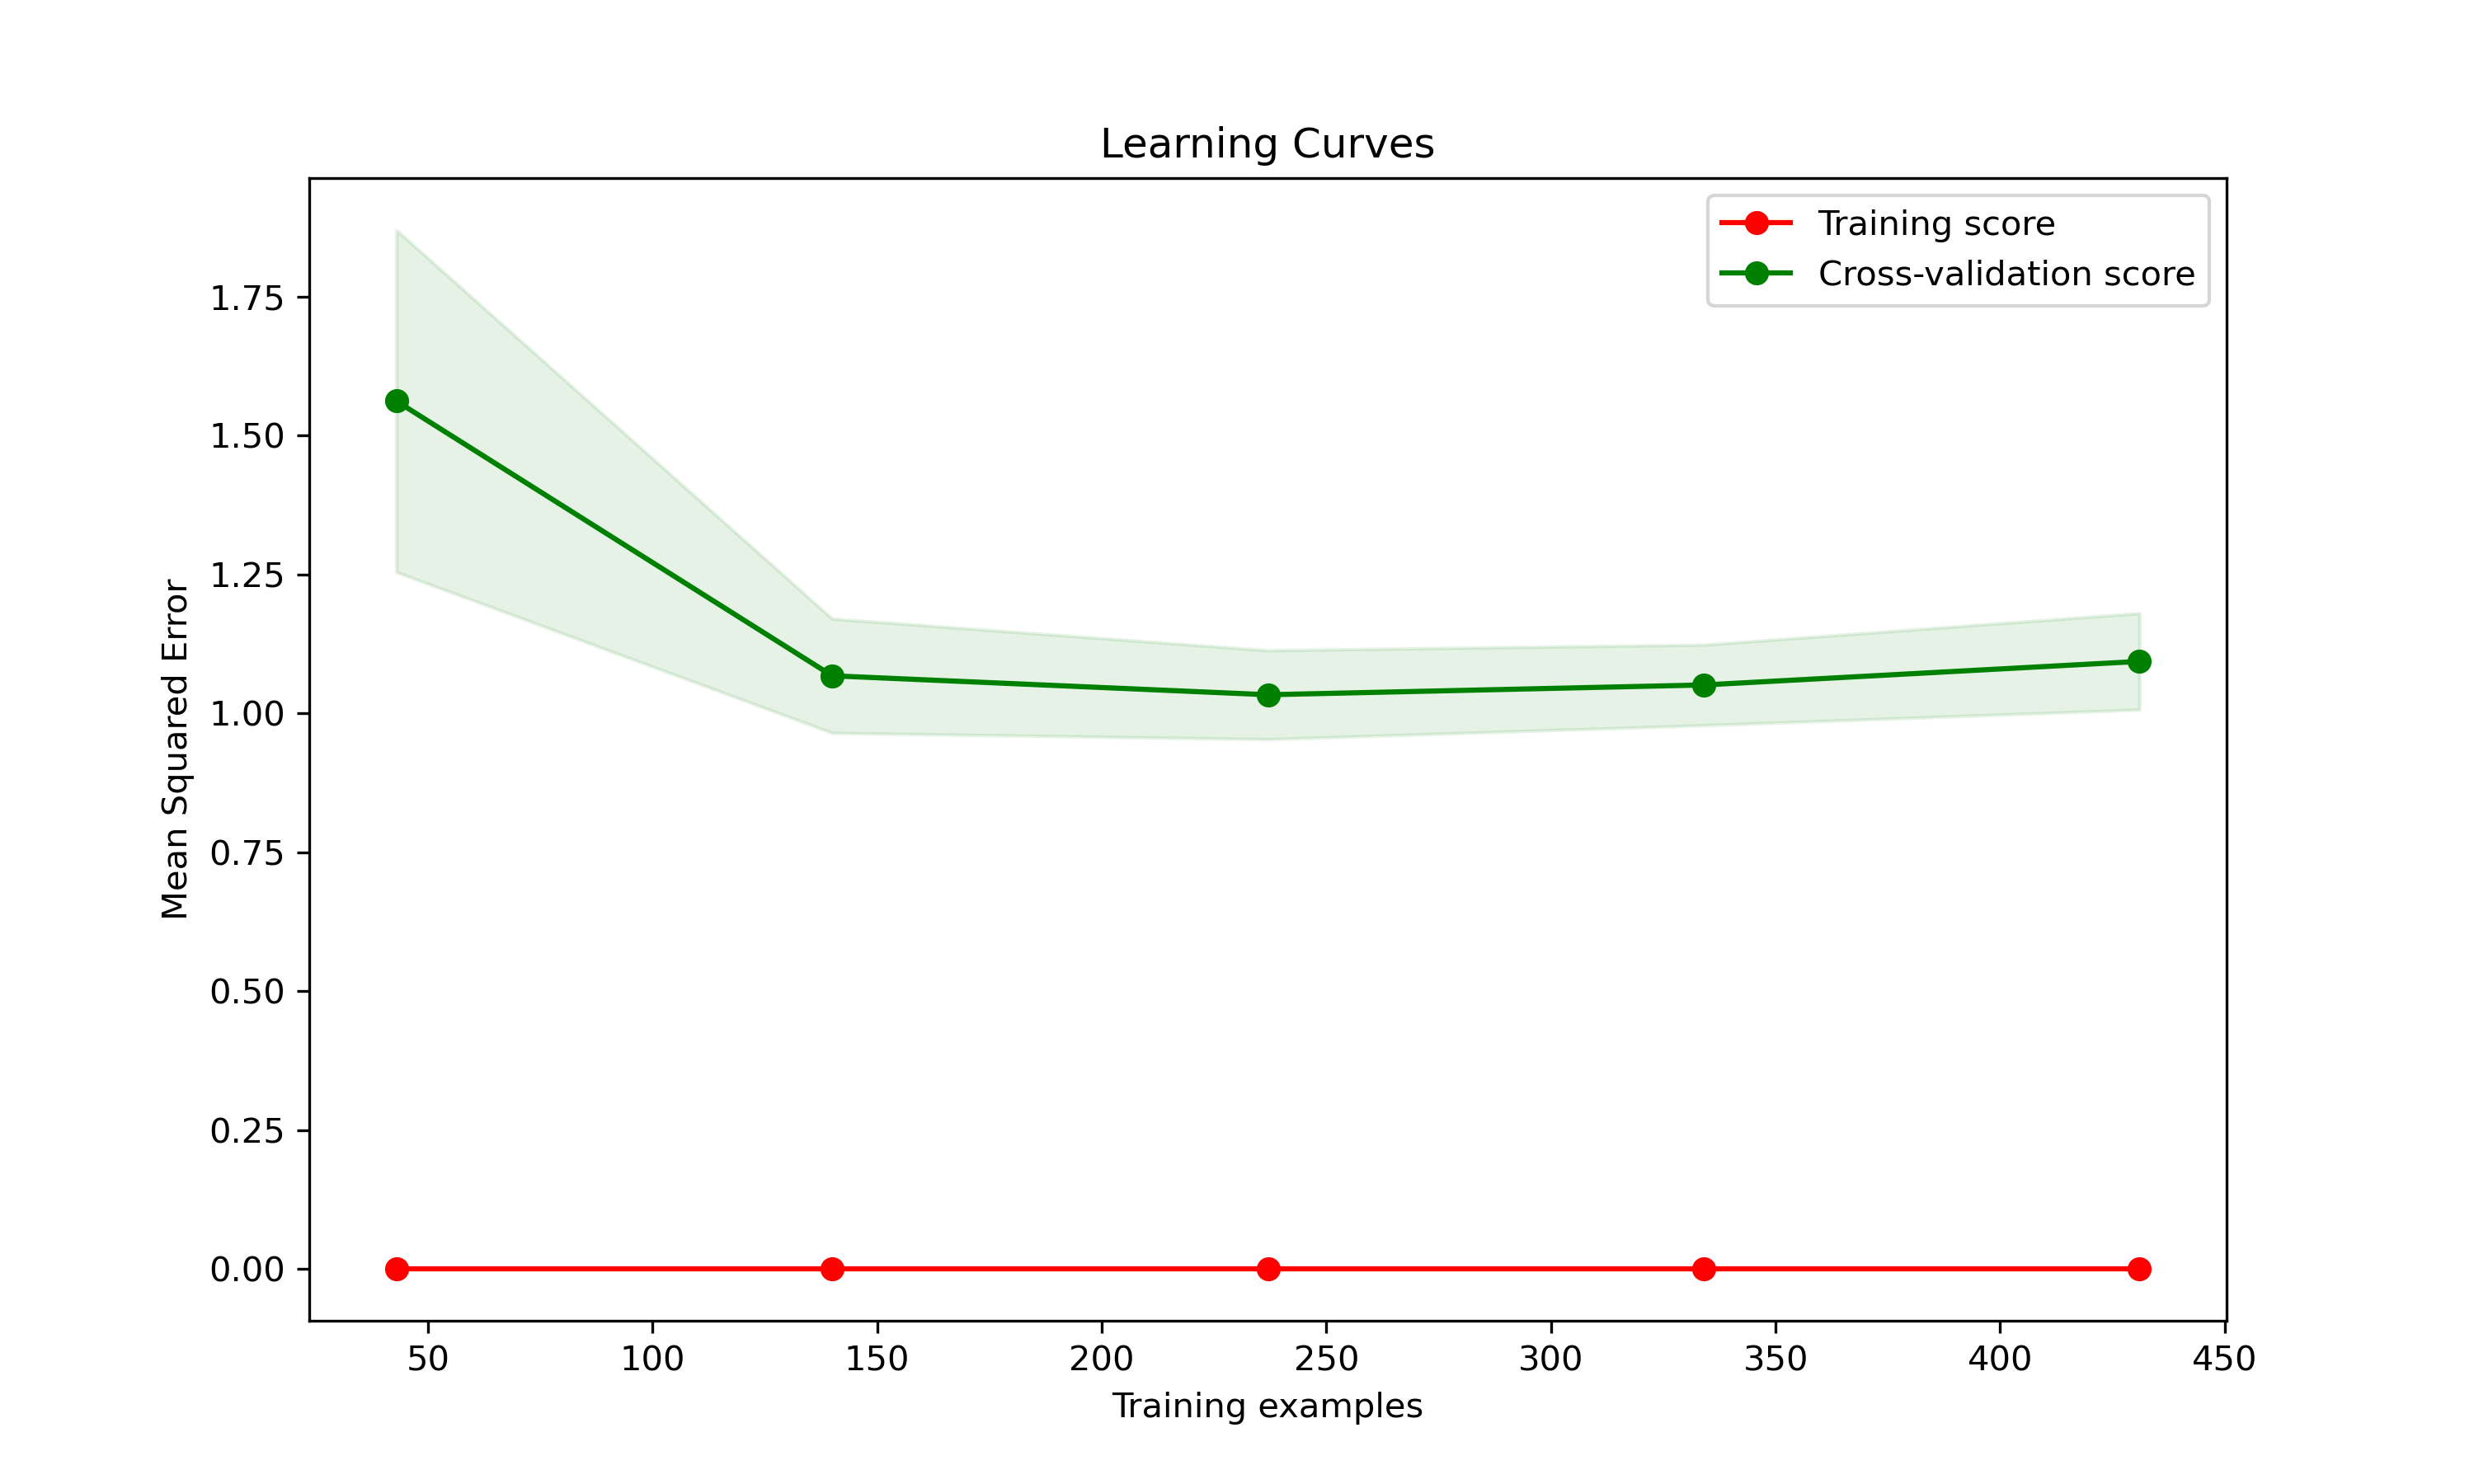 Learning Curves
Training score
Cross-validation score
Mean Squared Error
1.75
1.50
1.25
1.00
0.75
0.50
0.25
0.00
50 100 150 200 250 300 350 400 450
Training examples